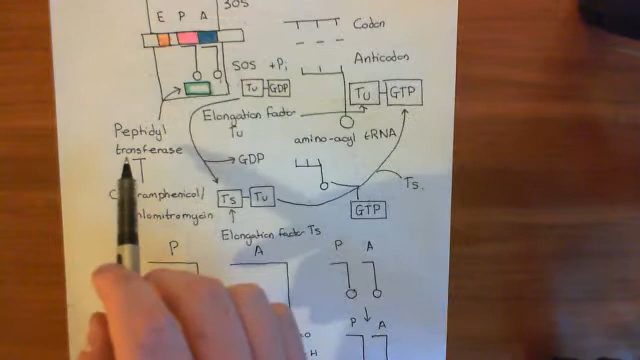 30S
E P A
Codon
50S +Pi
Anticodon
Tu GDP
Tu GTP
Elongation factor
Tu
Peptidyl
transferase
amino-acyl tRNA
GDP
Ts.
Ts Tu
GTP
Elongation factor Ts
P A P A
P A
H